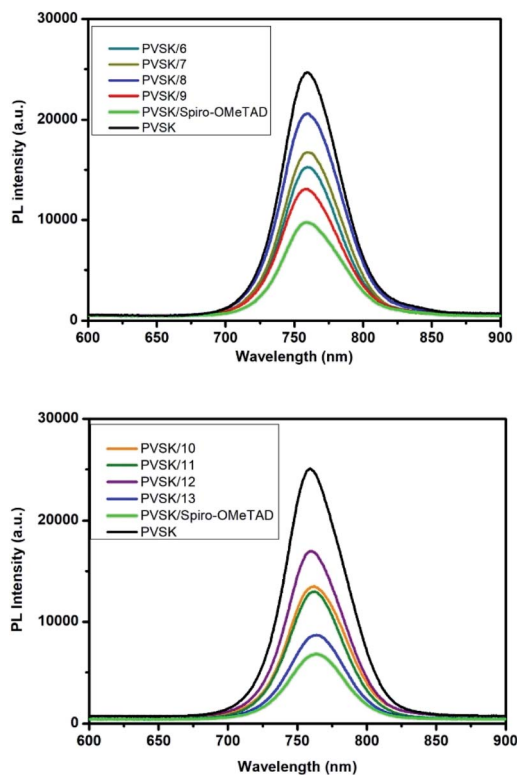 30000
20000
10000
0
PL intensity (a.u.)
PVSK/6
PVSK/7
PVSK/8
PVSK/9
PVSK/Spiro-OMeTAD
PVSK
600 650 700 750 800 850 900
Wavelength (nm)
30000
20000
10000
0
PL Intensity (a.u.)
PVSK/10
PVSK/11
PVSK/12
PVSK/13
PVSK/Spiro-OMeTAD
PVSK
600 650 700 750 800 850 900
Wavelength (nm)